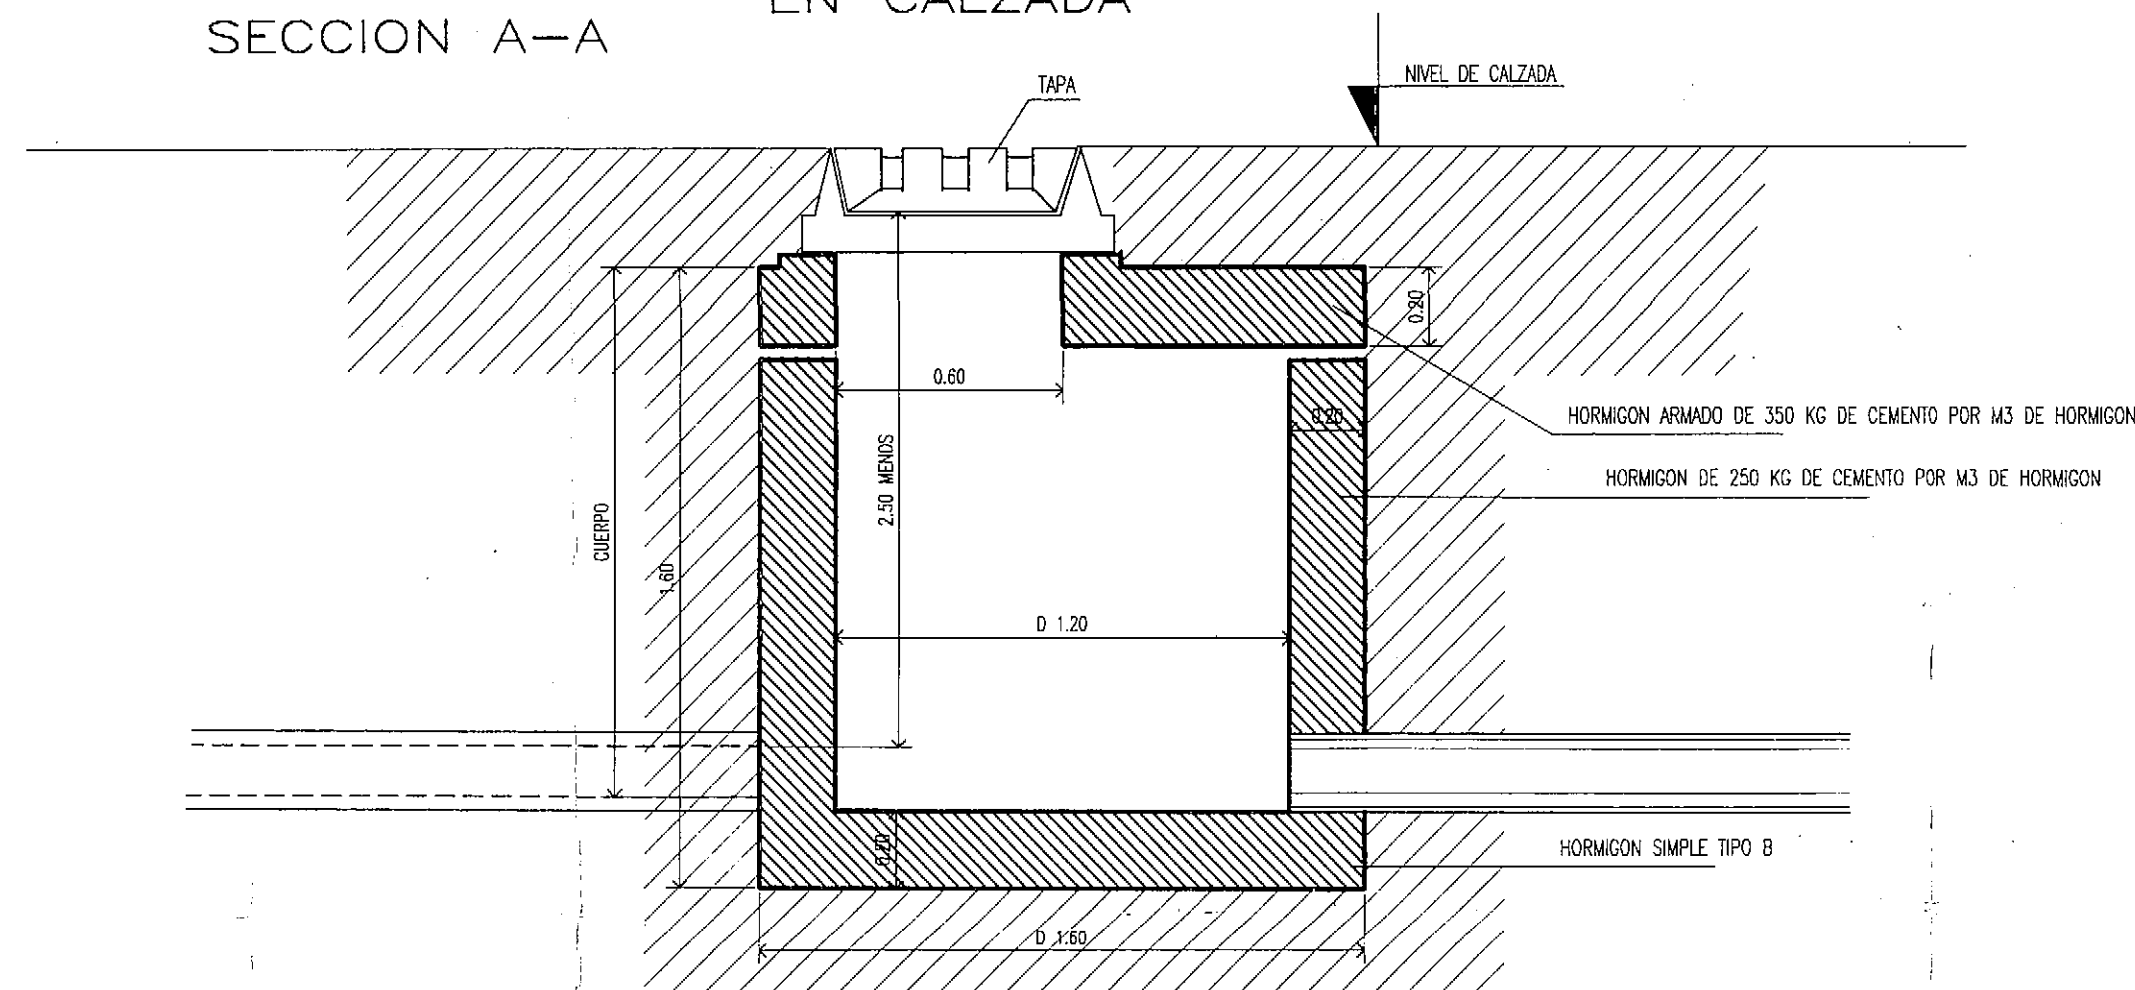 EN CALZADA
SECCION A-A
TAPA
NIVEL DE CALZADA
0.20
0.60
0.20
HORMIGON ARMADO DE 350 KG DE CEMENTO POR M3 DE HORMIGON
HORMIGON DE 250 KG DE CEMENTO POR M3 DE HORMIGON
2.50 MENOS
CUERPO
1.60
D 1.20
0.20
HORMIGON SIMPLE TIPO B
D 1.60